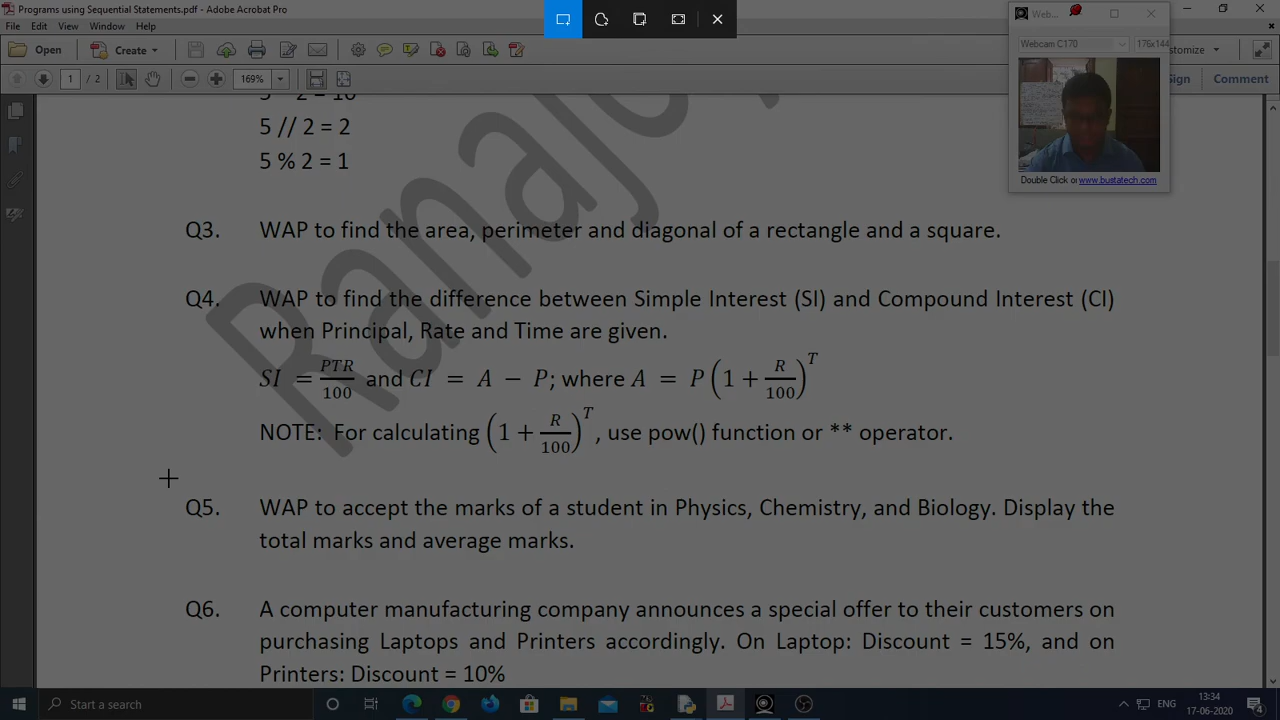 Programs using Sequential Statements.pdf - Adobe Acrobat Pro
File Edit View Window Help
Open Create
1 / 2 169% Sign Comment
Webcam C170 176x144
Double Click or www.bustatech.com
5 // 2 = 2
5 % 2 = 1
Q3. WAP to find the area, perimeter and diagonal of a rectangle and a square.
Q4. WAP to find the difference between Simple Interest (SI) and Compound Interest (CI)
when Principal, Rate and Time are given.
SI = PTR/100 and CI = A − P; where A = P(1 + R/100)^T
NOTE: For calculating (1 + R/100)^T, use pow() function or ** operator.
Q5. WAP to accept the marks of a student in Physics, Chemistry, and Biology. Display the
total marks and average marks.
Q6. A computer manufacturing company announces a special offer to their customers on
purchasing Laptops and Printers accordingly. On Laptop: Discount = 15%, and on
Printers: Discount = 10%
Start a search
ENG
13:34
17-06-2020
4